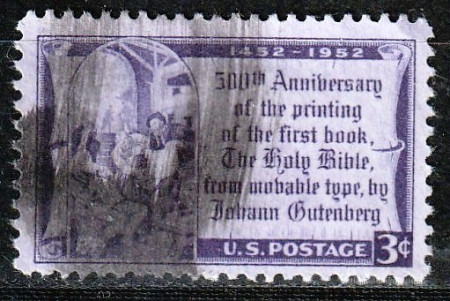 1452-1952
500th Anniversary
of the printing
of the first book,
The Holy Bible,
from movable type, by
Johann Gutenberg
U.S. POSTAGE 3¢